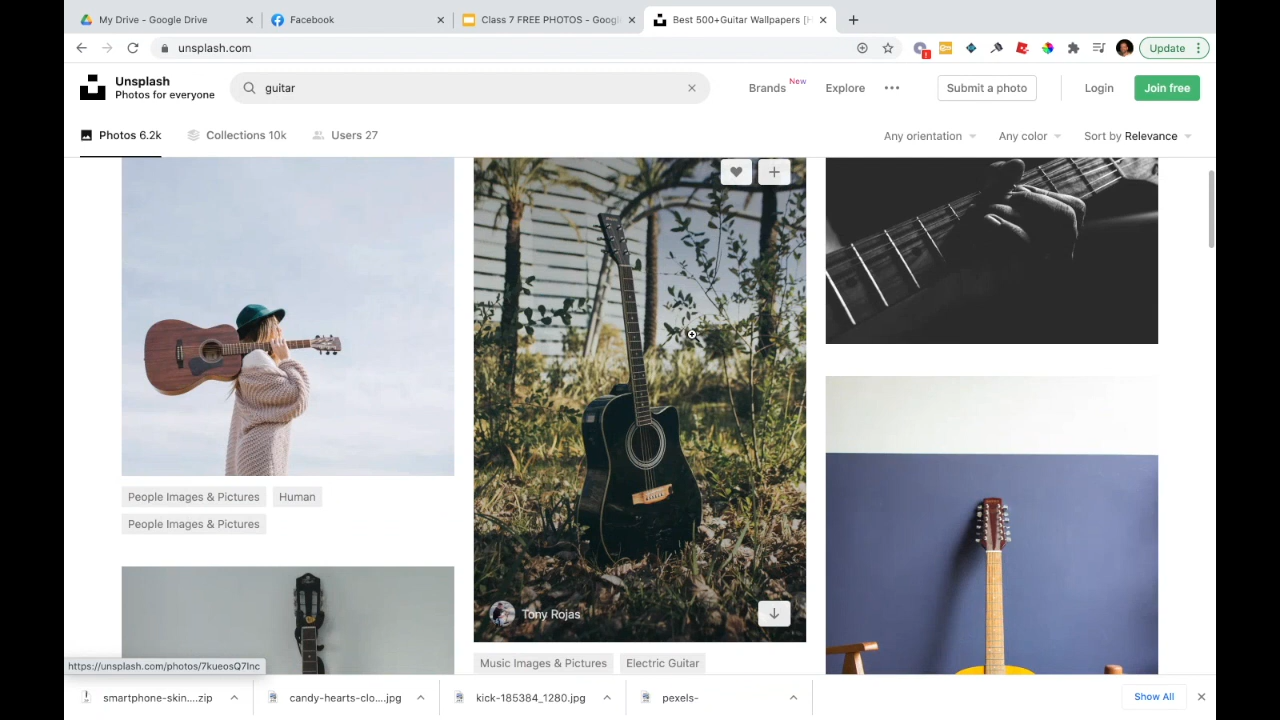 My Drive - Google Drive
Facebook
Class 7 FREE PHOTOS - Googl
Best 500+Guitar Wallpapers [H
unsplash.com
Update
Unsplash
Photos for everyone
guitar
Brands New
Explore
Submit a photo
Login
Join free
Photos 6.2k
Collections 10k
Users 27
Any orientation
Any color
Sort by Relevance
People Images & Pictures
Human
People Images & Pictures
Tony Rojas
Music Images & Pictures
Electric Guitar
https://unsplash.com/photos/7kueosQ7Inc
smartphone-skin....zip
candy-hearts-clo....jpg
kick-185384_1280.jpg
pexels-
Show All